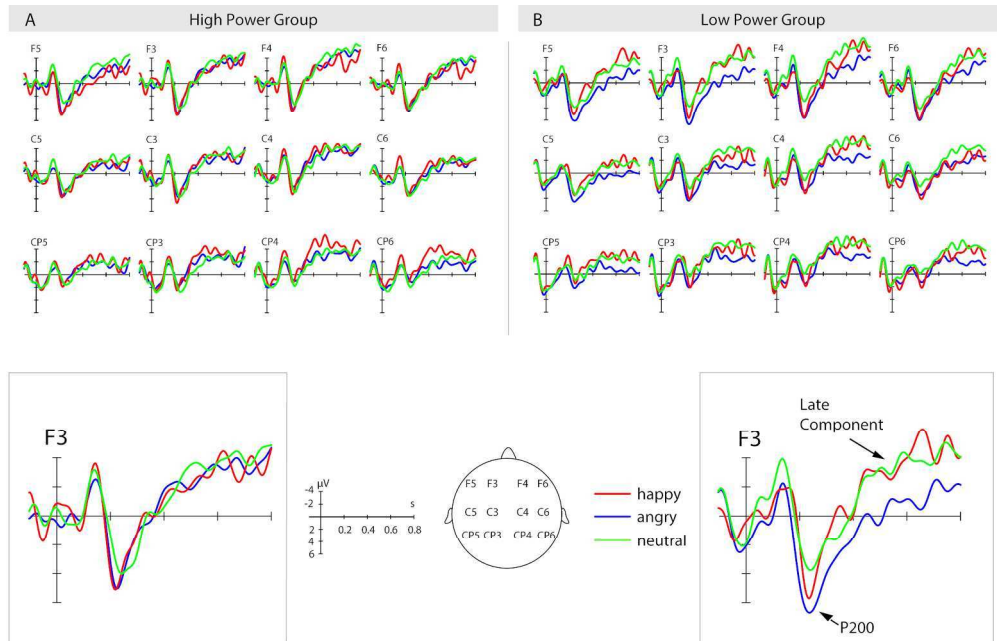 A High Power Group
B Low Power Group
F5 F3 F4 F6
C5 C3 C4 C6
CP5 CP3 CP4 CP6
F5 F3 F4 F6
C5 C3 C4 C6
CP5 CP3 CP4 CP6
F3
μV
-4
-2
2
4
6
s
0.2 0.4 0.6 0.8
F5 F3 F4 F6
C5 C3 C4 C6
CP5 CP3 CP4 CP6
happy
angry
neutral
F3
Late
Component
P200